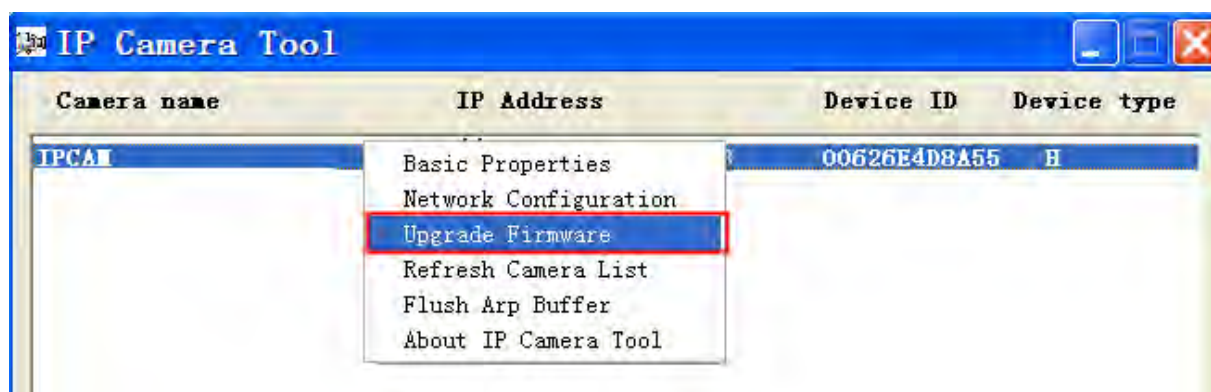 IP Camera Tool
Camera name IP Address Device ID Device type
IPCAM 00626E4D8A55 H
Basic Properties
Network Configuration
Upgrade Firmware
Refresh Camera List
Flush Arp Buffer
About IP Camera Tool